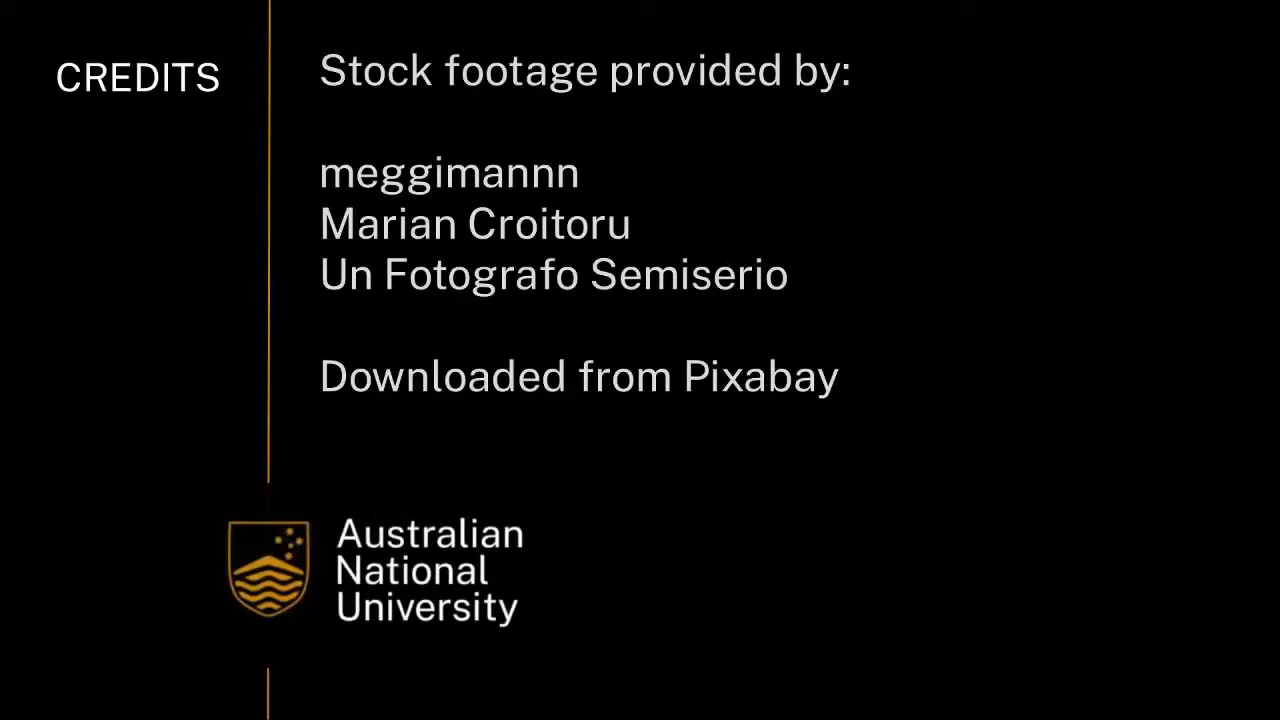 CREDITS
Stock footage provided by:
meggimannn
Marian Croitoru
Un Fotografo Semiserio
Downloaded from Pixabay
Australian
National
University